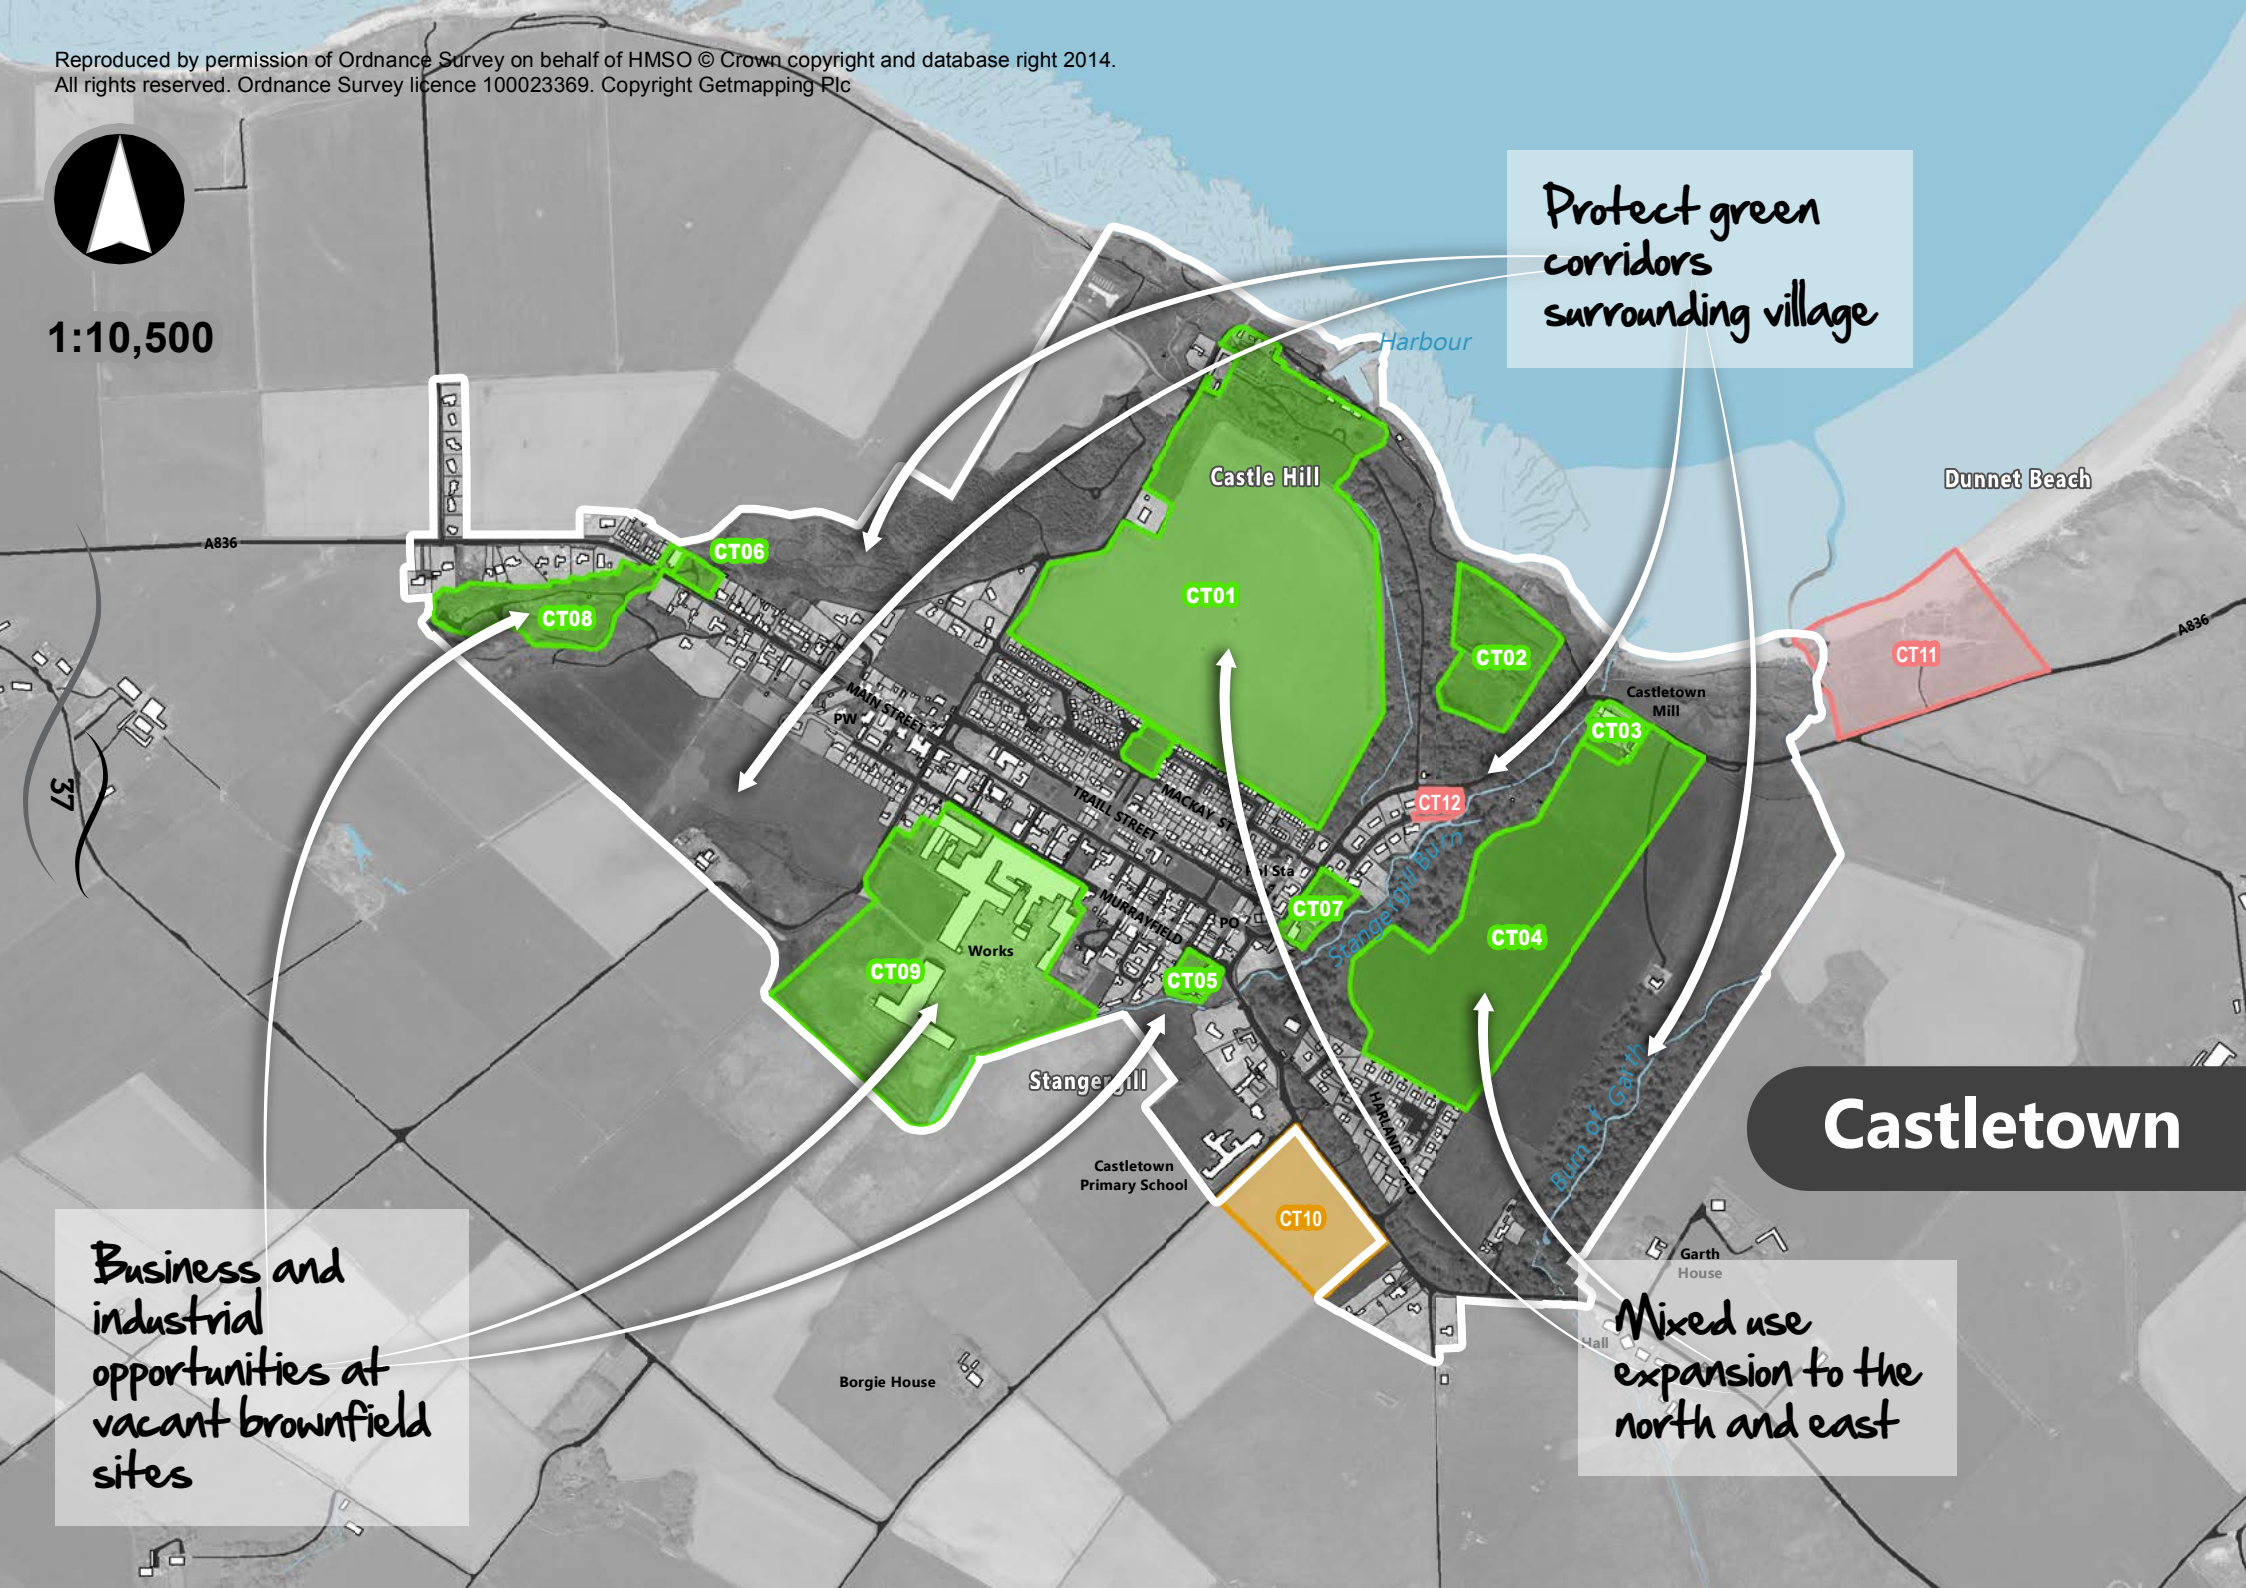 Reproduced by permission of Ordnance Survey on behalf of HMSO © Crown copyright and database right 2014.
All rights reserved. Ordnance Survey licence 100023369. Copyright Getmapping Plc
1:10,500
Protect green
corridors
surrounding village
Harbour
Castle Hill
Dunnet Beach
A836
CT06
CT01
CT08
CT02
CT11
A836
Castletown
Mill
CT03
MAIN STREET
PW
37
TRAILL STREET
MACKAY ST
CT12
Stangergill Burn
Pol Sta
CT07
MURRAYFIELD
PO
CT04
Works
CT09
CT05
Stangergill
Burn of Garth
HARLAND ROAD
Castletown
Castletown
Primary School
CT10
Garth
House
Hall
Business and
industrial
opportunities at
vacant brownfield
sites
Borgie House
Mixed use
expansion to the
north and east